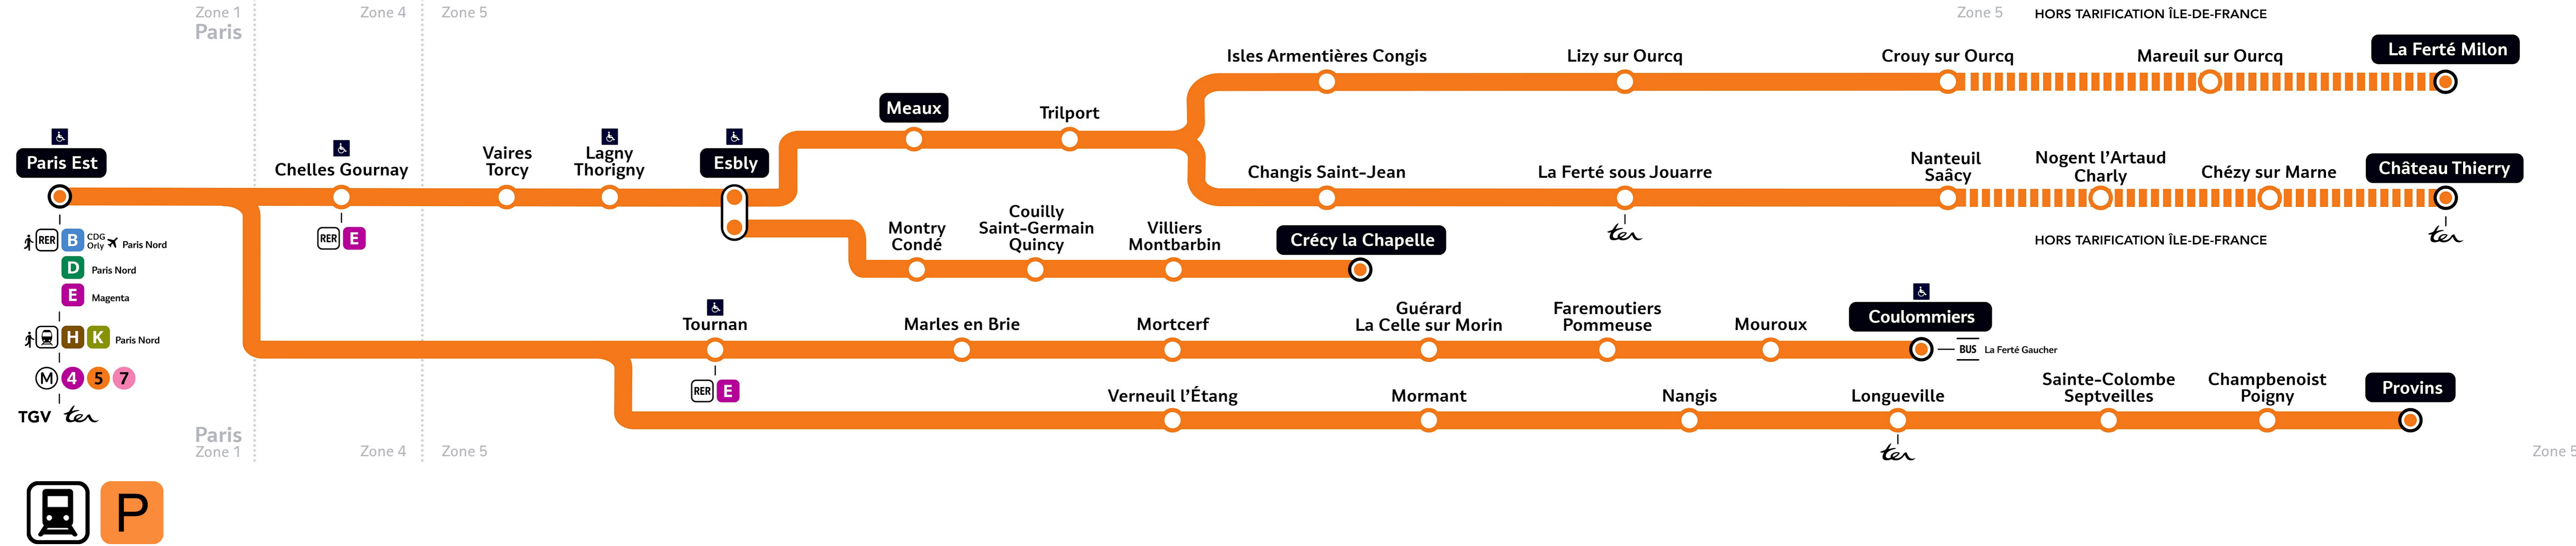 Zone 1
Paris
Zone 4
Zone 5
Zone 5
HORS TARIFICATION ÎLE-DE-FRANCE
Isles Armentières Congis
Lizy sur Ourcq
Crouy sur Ourcq
Mareuil sur Ourcq
La Ferté Milon
Meaux
Trilport
Paris Est
Chelles Gournay
Vaires
Torcy
Lagny
Thorigny
Esbly
Changis Saint-Jean
La Ferté sous Jouarre
ter
Nanteuil
Saâcy
Nogent l'Artaud
Charly
Chézy sur Marne
Château Thierry
ter
HORS TARIFICATION ÎLE-DE-FRANCE
RER E
Montry
Condé
Couilly
Saint-Germain
Quincy
Villiers
Montbarbin
Crécy la Chapelle
RER B CDG Orly Paris Nord
D Paris Nord
E Magenta
H K Paris Nord
M 4 5 7
TGV ter
Tournan
RER E
Marles en Brie
Mortcerf
Guérard
La Celle sur Morin
Faremoutiers
Pommeuse
Mouroux
Coulommiers
BUS La Ferté Gaucher
Verneuil l'Étang
Mormant
Nangis
Longueville
ter
Sainte-Colombe
Septveilles
Champbenoist
Poigny
Provins
Paris
Zone 1
Zone 4
Zone 5
Zone 5
P